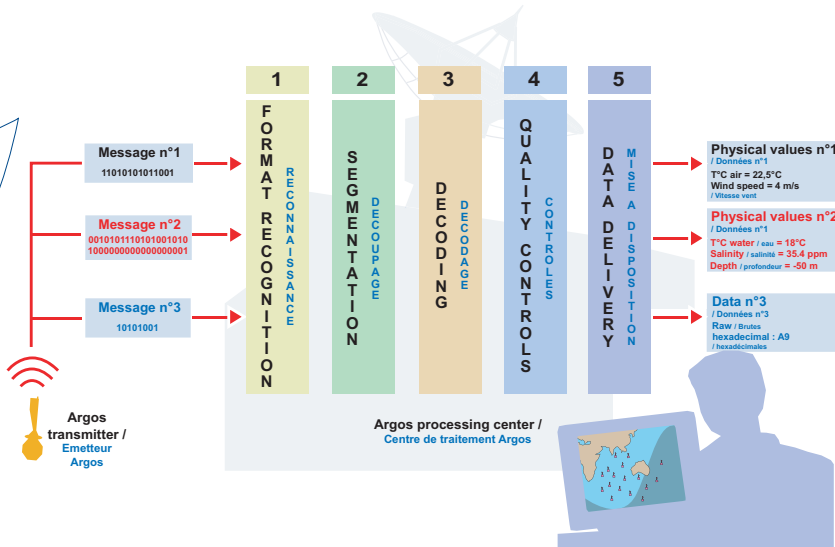 1
2
3
4
5
FORMAT RECOGNITION
RECONNAISSANCE
SEGMENTATION
DECOUPAGE
DECODING
DECODAGE
QUALITY CONTROLS
CONTROLES
DATA DELIVERY
MISE A DISPOSITION
Message n°1
11010101011001
Message n°2
0010101110101001010
1000000000000000001
Message n°3
10101001
Physical values n°1
/ Données n°1
T°C air = 22,5°C
Wind speed = 4 m/s
/ Vitesse vent
Physical values n°2
/ Données n°1
T°C water / eau = 18°C
Salinity / salinité = 35.4 ppm
Depth / profondeur = -50 m
Data n°3
/ Données n°3
Raw / Brutes
hexadecimal : A9
/ hexadécimales
Argos
transmitter /
Emetteur
Argos
Argos processing center /
Centre de traitement Argos